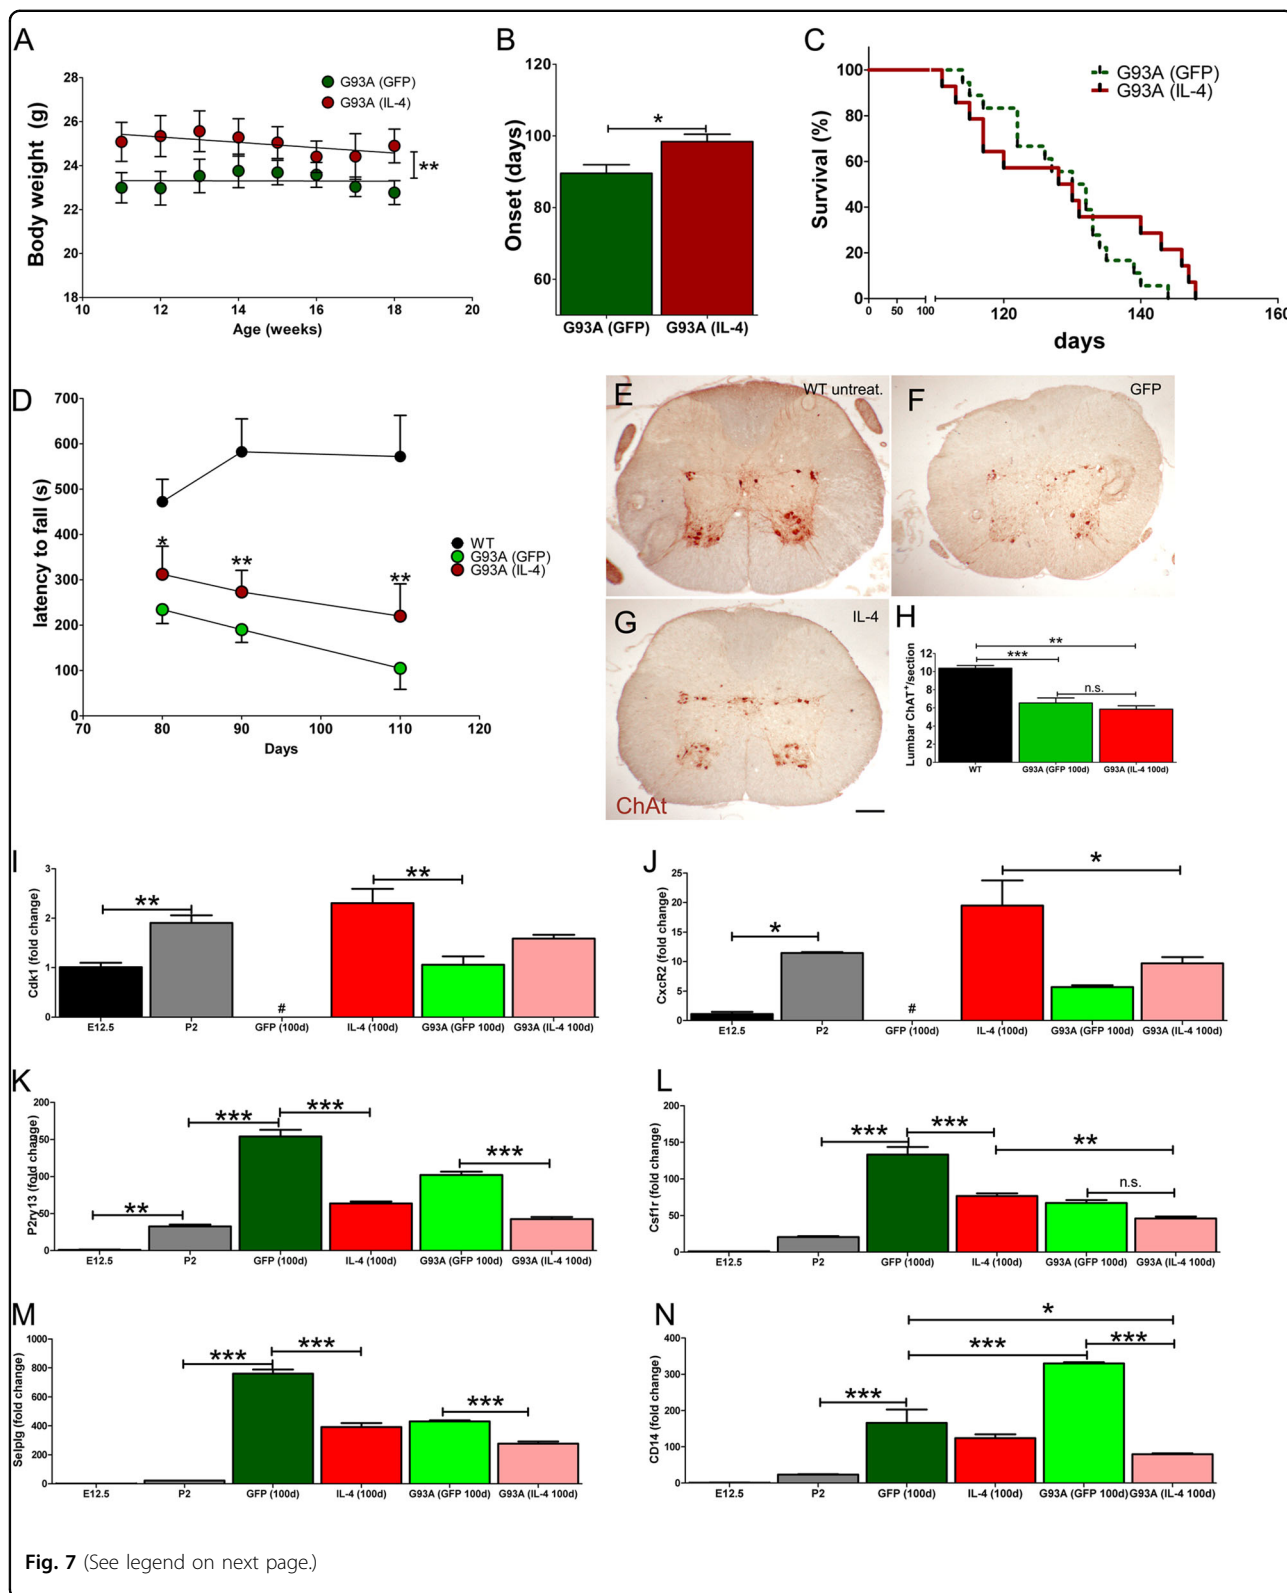 A
Body weight (g)
28
26
24
22
20
18
10
12
14
16
18
20
Age (weeks)
G93A (GFP)
G93A (IL-4)
**
B
Onset (days)
120
100
80
60
*
G93A (GFP)
G93A (IL-4)
C
Survival (%)
100
80
60
40
20
0
0
50
100
120
140
160
days
G93A (GFP)
G93A (IL-4)
D
latency to fall (s)
700
600
500
400
300
200
100
0
70
80
90
100
110
120
Days
*
**
**
WT
G93A (GFP)
G93A (IL-4)
E
WT untreat.
F
GFP
G
IL-4
ChAt
H
Lumbar ChAT+/section
12
10
8
6
4
2
0
**
***
n.s.
WT
G93A (GFP 100d)
G93A (IL-4 100d)
I
Cdk1 (fold change)
3
2
1
0
**
**
#
E12.5
P2
GFP (100d)
IL-4 (100d)
G93A (GFP 100d)
G93A (IL-4 100d)
J
CxcR2 (fold change)
25
20
15
10
5
0
*
*
#
E12.5
P2
GFP (100d)
IL-4 (100d)
G93A (GFP 100d)
G93A (IL-4 100d)
K
P2ry13 (fold change)
200
150
100
50
0
**
***
***
***
E12.5
P2
GFP (100d)
IL-4 (100d)
G93A (GFP 100d)
G93A (IL-4 100d)
L
Csf1r (fold change)
200
150
100
50
0
***
***
**
n.s.
E12.5
P2
GFP (100d)
IL-4 (100d)
G93A (GFP 100d)
G93A (IL-4 100d)
M
Selplg (fold change)
1000
800
600
400
200
0
***
***
***
E12.5
P2
GFP (100d)
IL-4 (100d)
G93A (GFP 100d)
G93A (IL-4 100d)
N
CD14 (fold change)
400
300
200
100
0
***
***
***
*
E12.5
P2
GFP (100d)
IL-4 (100d)
G93A (GFP 100d)
G93A (IL-4 100d)
Fig. 7 (See legend on next page.)